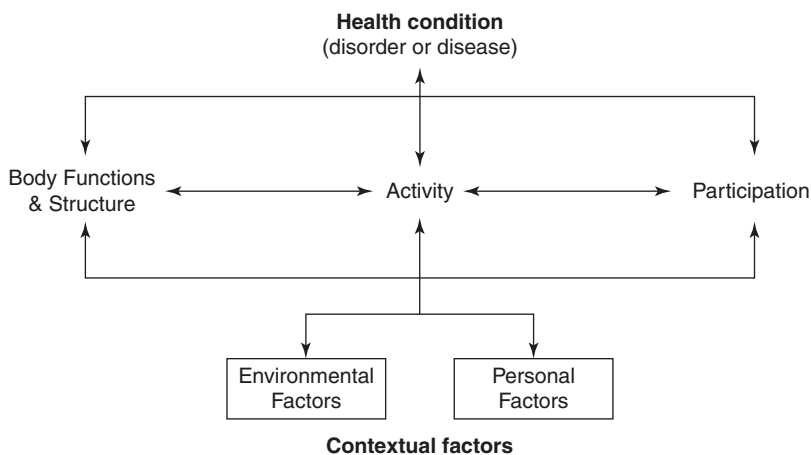 Health condition
(disorder or disease)
Body Functions
& Structure
Activity
Participation
Environmental
Factors
Personal
Factors
Contextual factors